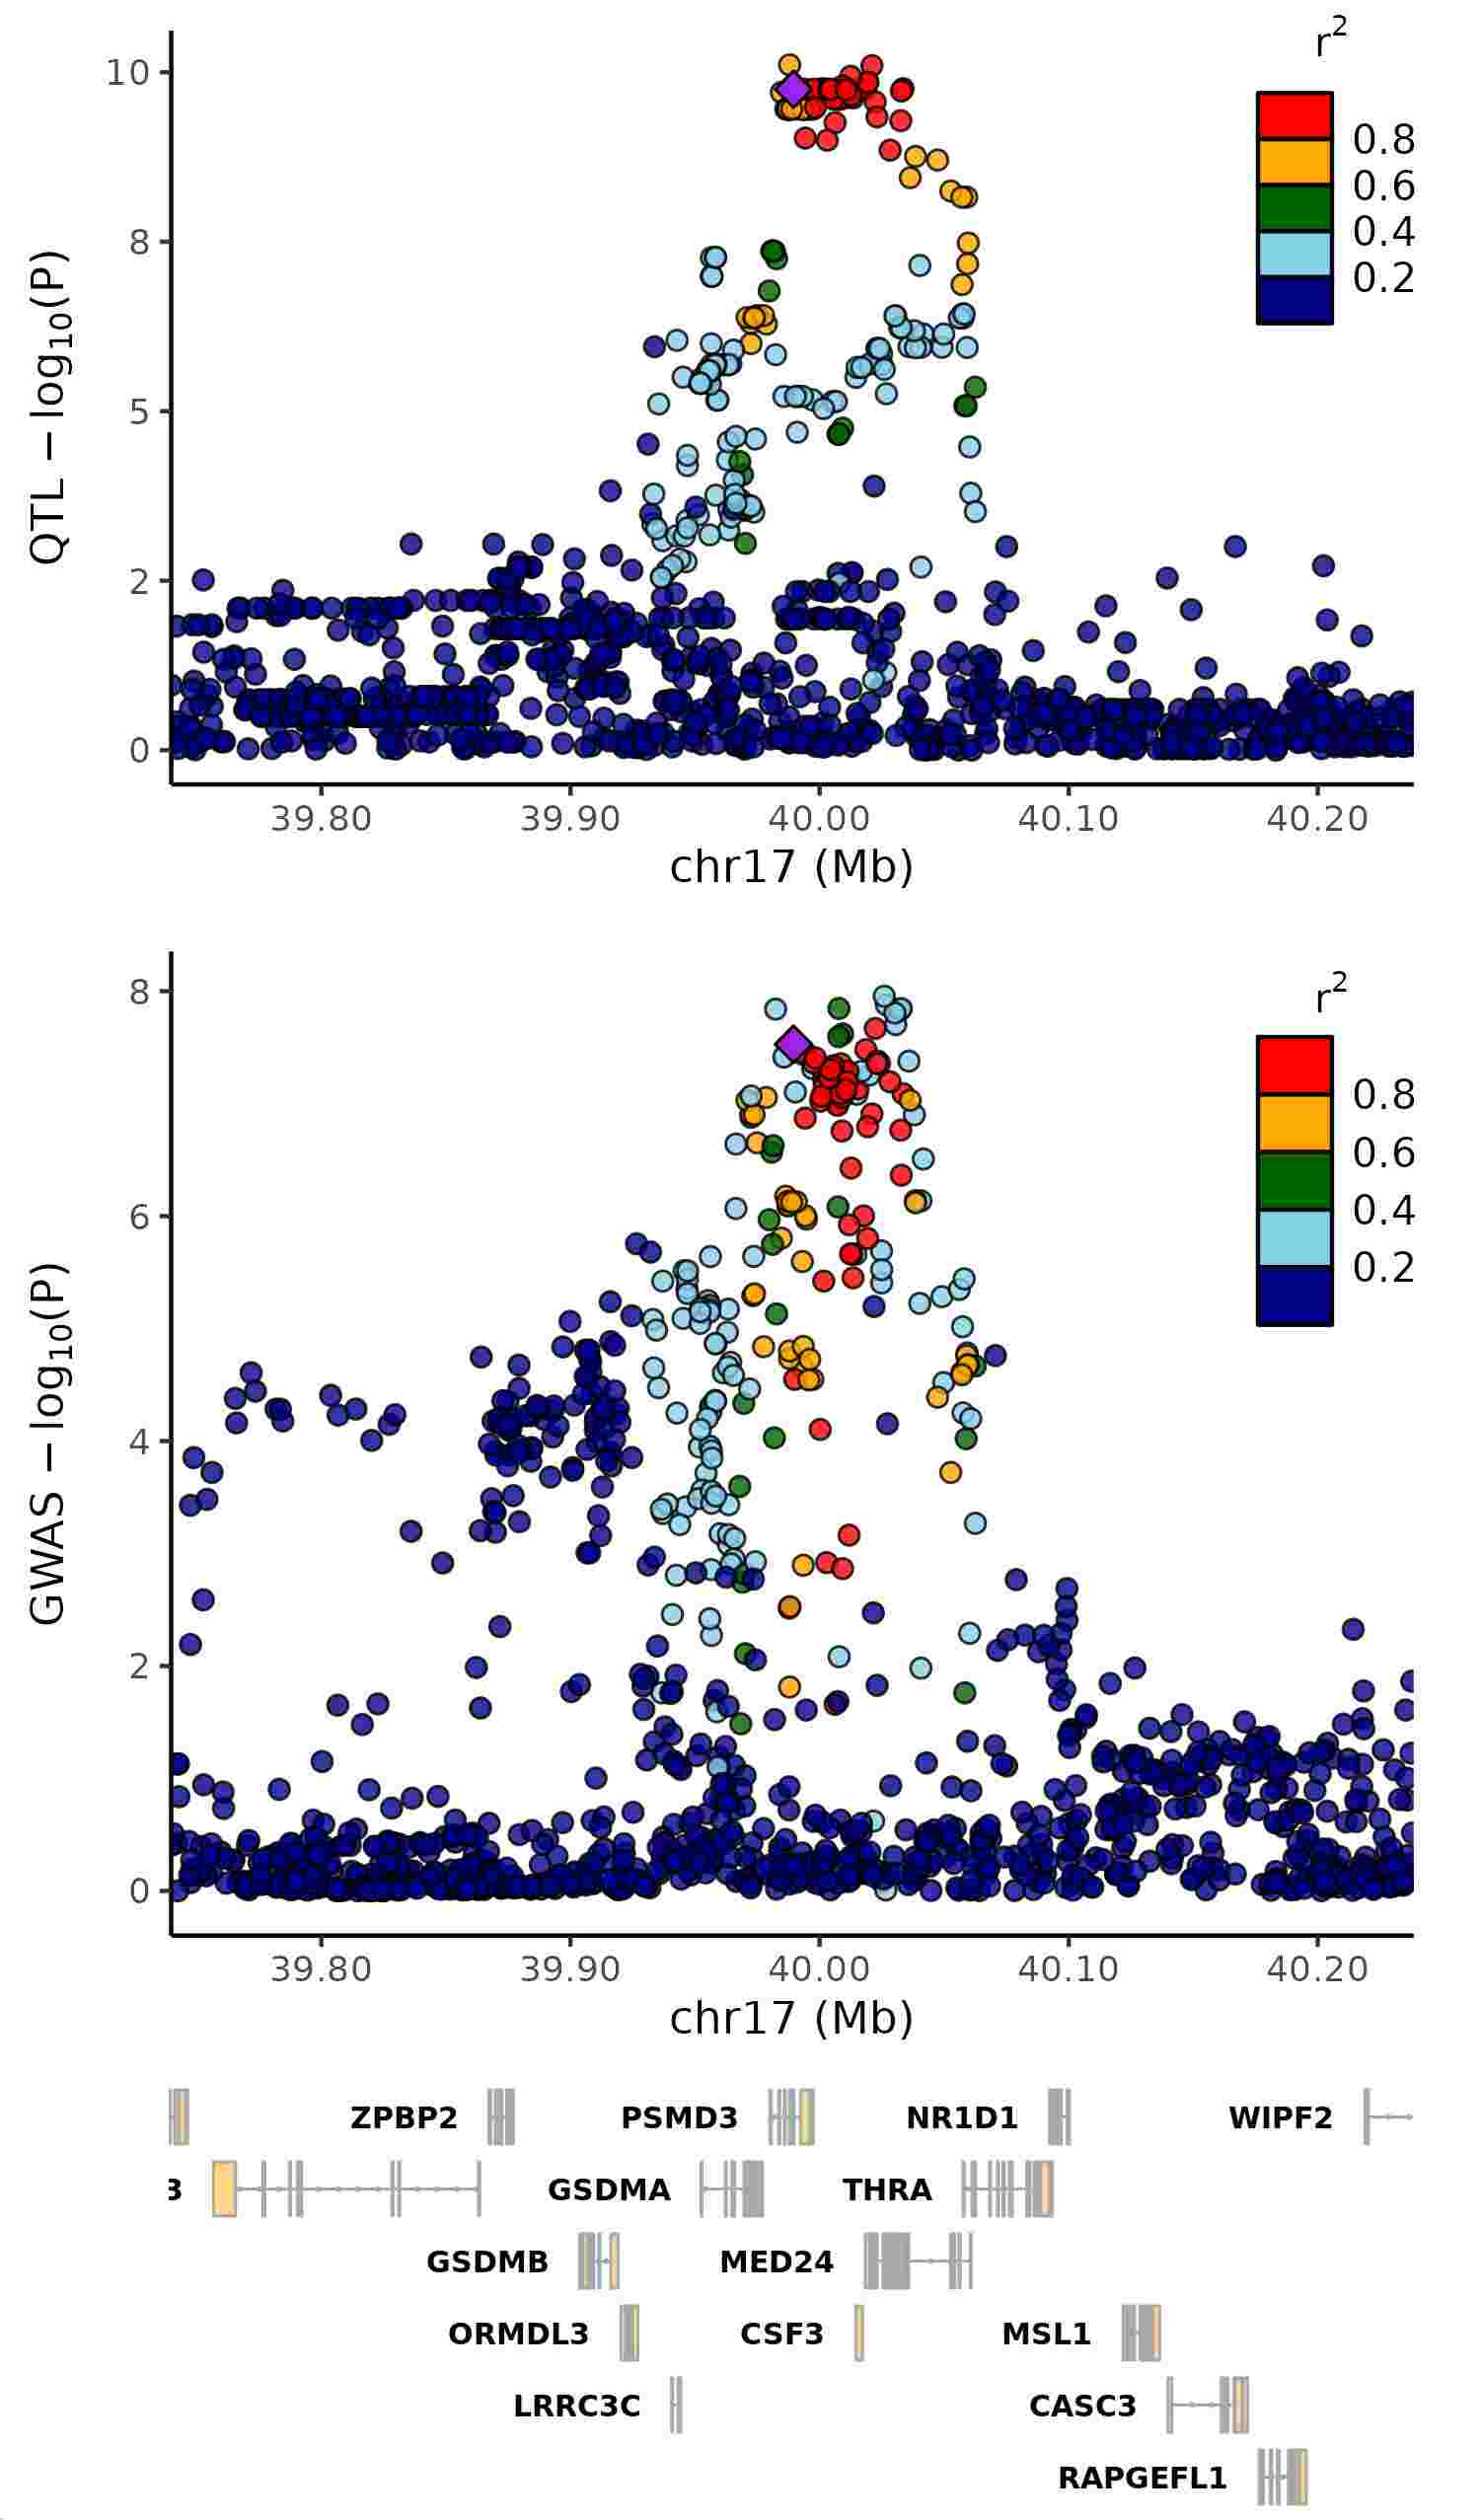 r²
10
8
5
2
0
QTL −log₁₀(P)
0.8
0.6
0.4
0.2
39.80 39.90 40.00 40.10 40.20
chr17 (Mb)
r²
8
6
4
2
0
GWAS −log₁₀(P)
0.8
0.6
0.4
0.2
39.80 39.90 40.00 40.10 40.20
chr17 (Mb)
ZPBP2 PSMD3 NR1D1 WIPF2
3 GSDMA THRA
GSDMB MED24
ORMDL3 CSF3 MSL1
LRRC3C CASC3
RAPGEFL1